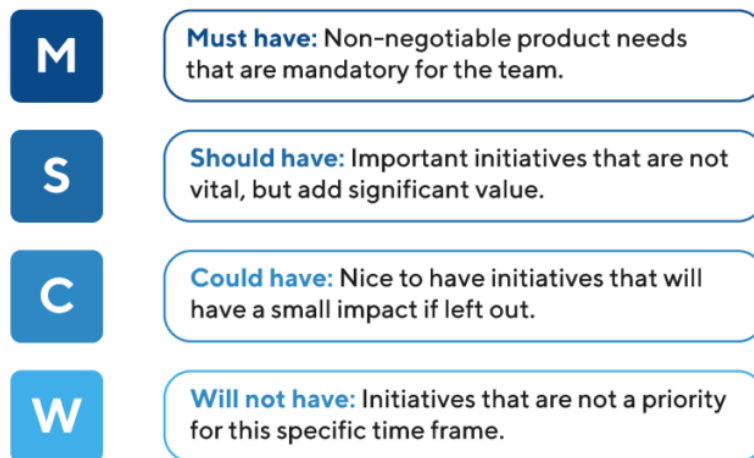 M
Must have: Non-negotiable product needs
that are mandatory for the team.
S
Should have: Important initiatives that are not
vital, but add significant value.
C
Could have: Nice to have initiatives that will
have a small impact if left out.
W
Will not have: Initiatives that are not a priority
for this specific time frame.